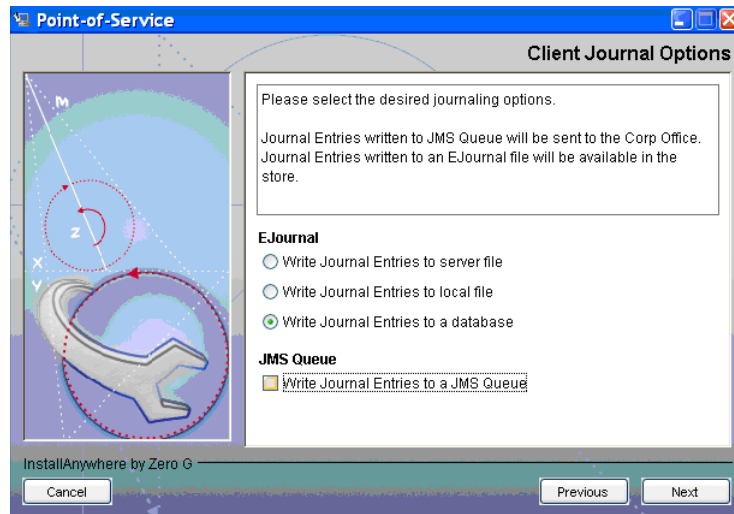 Point-of-Service
Client Journal Options
Please select the desired journaling options.
Journal Entries written to JMS Queue will be sent to the Corp Office.
Journal Entries written to an EJournal file will be available in the
store.
M
Z
X
Y
EJournal
Write Journal Entries to server file
Write Journal Entries to local file
Write Journal Entries to a database
JMS Queue
Write Journal Entries to a JMS Queue
InstallAnywhere by Zero G
Cancel
Previous
Next